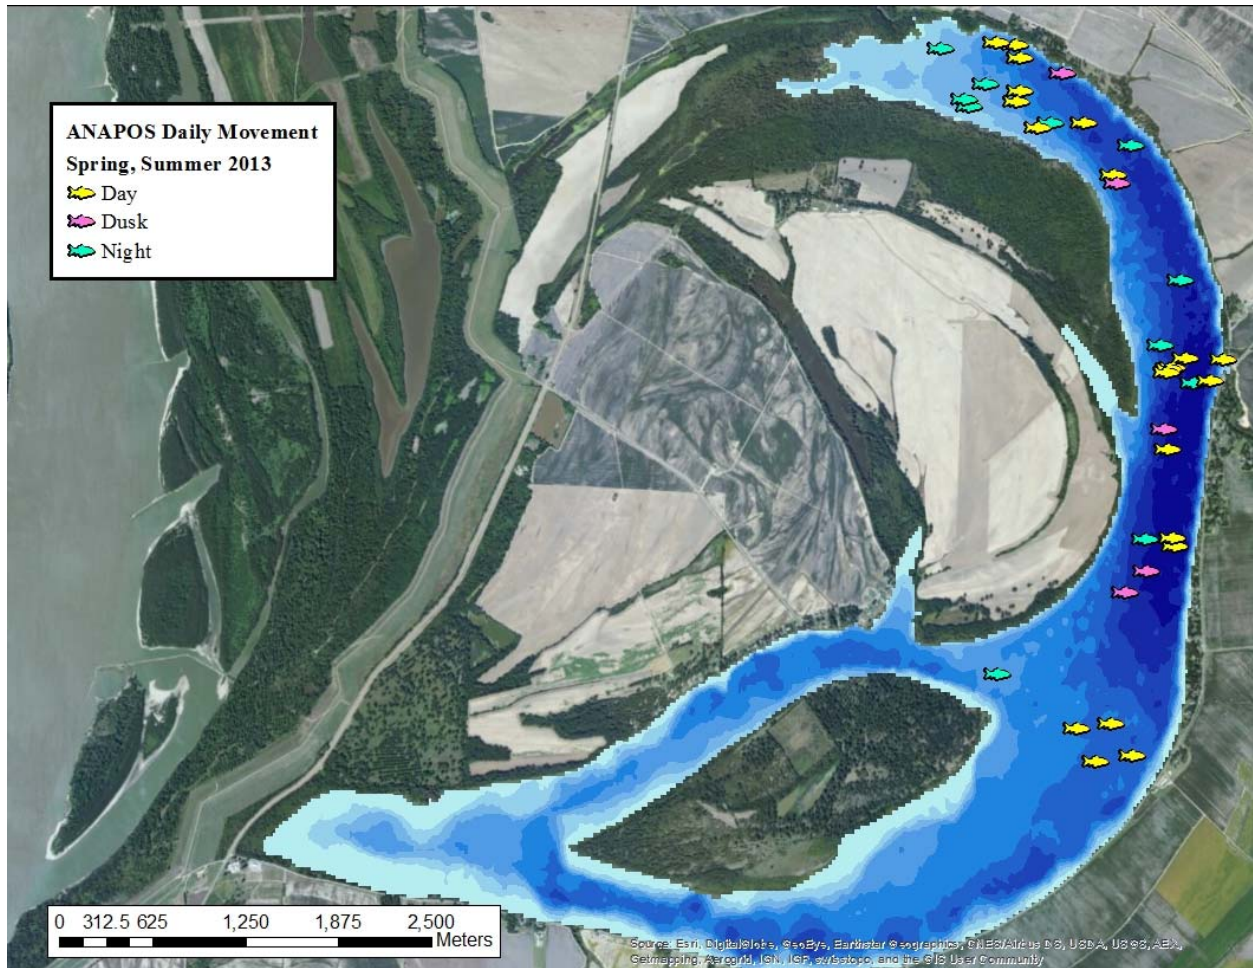 ANAPOS Daily Movement
Spring, Summer 2013
Day
Dusk
Night
0 312.5 625 1,250 1,875 2,500
Meters
Source: Esri, DigitalGlobe, GeoEye, Earthstar Geographics, CNES/Airbus DS, USDA, USGS, AEX,
Getmapping, Aerogrid, IGN, IGP, swisstopo, and the GIS User Community